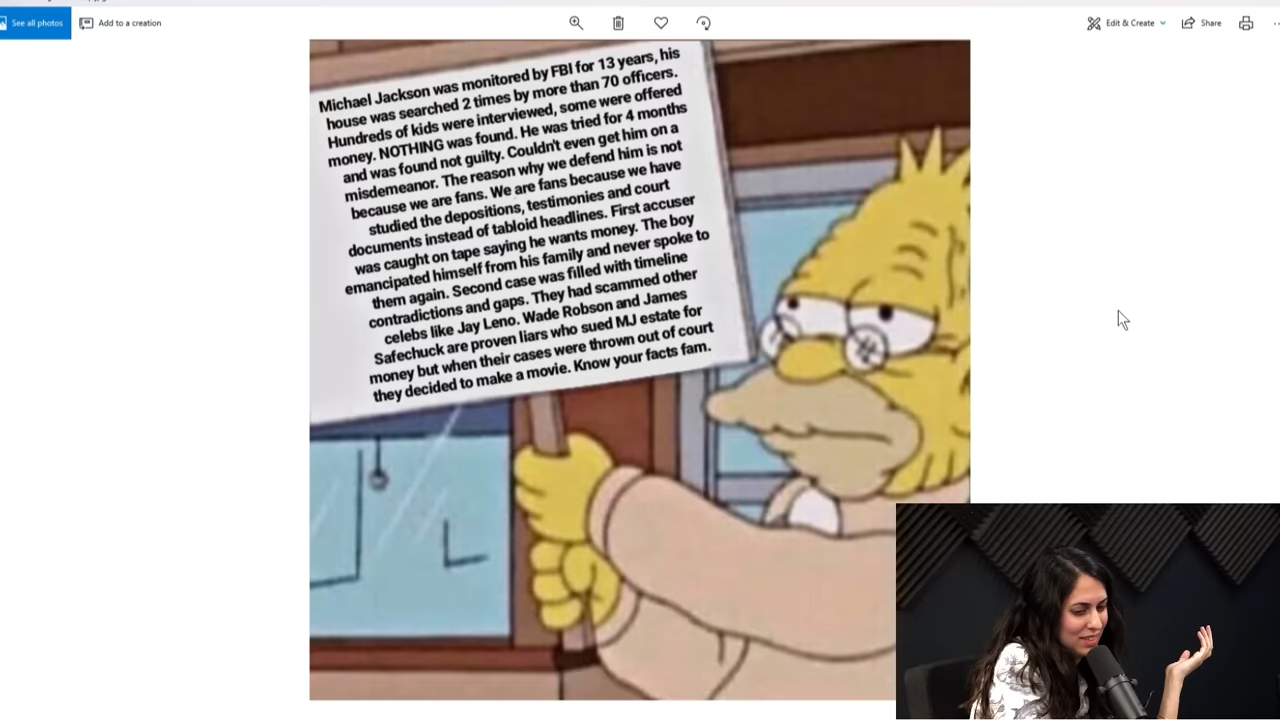 See all photos
Add to a creation
Edit & Create
Share
Michael Jackson was monitored by FBI for 13 years, his
house was searched 2 times by more than 70 officers.
Hundreds of kids were interviewed, some were offered
money. NOTHING was found. He was tried for 4 months
and was found not guilty. Couldn't even get him on a
misdemeanor. The reason why we defend him is not
because we are fans. We are fans because we have
studied the depositions, testimonies and court
documents instead of tabloid headlines. First accuser
was caught on tape saying he wants money. The boy
emancipated himself from his family and never spoke to
them again. Second case was filled with timeline
contradictions and gaps. They had scammed other
celebs like Jay Leno. Wade Robson and James
Safechuck are proven liars who sued MJ estate for
money but when their cases were thrown out of court
they decided to make a movie. Know your facts fam.